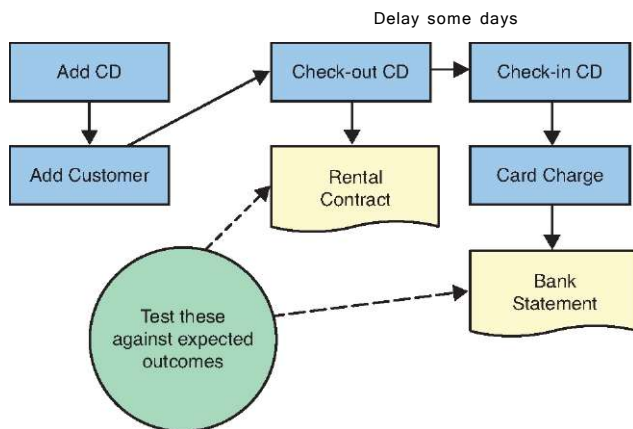 Delay some days
Add CD
Check-out CD
Check-in CD
Add Customer
Rental
Contract
Card Charge
Test these
against expected
outcomes
Bank
Statement